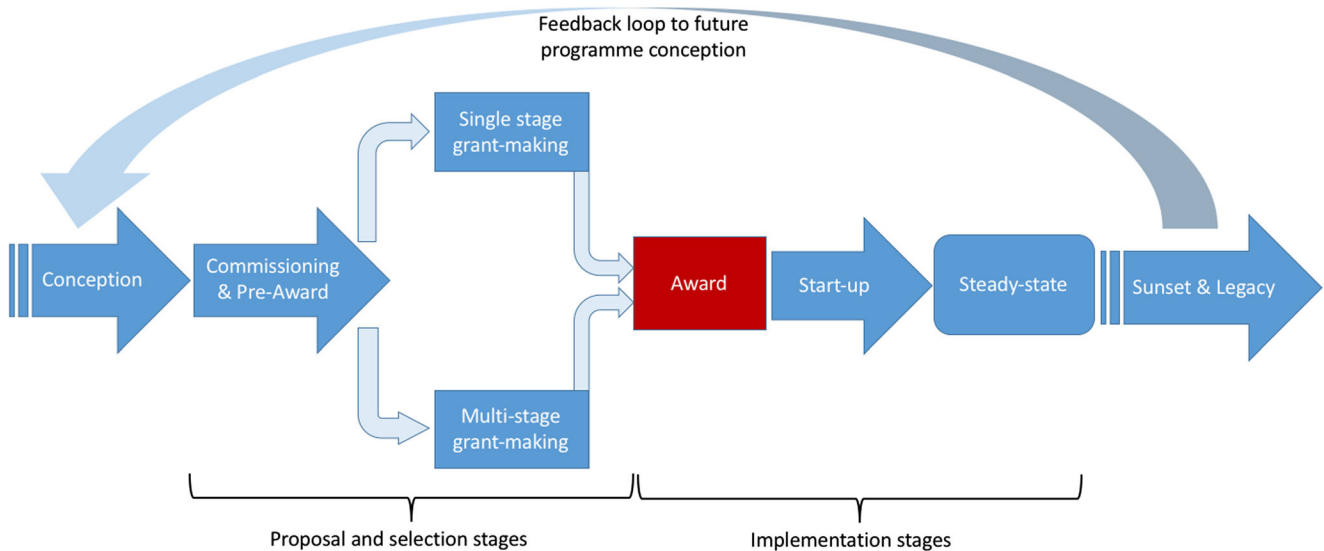 Feedback loop to future
programme conception
Single stage
grant-making
Conception
Commissioning
& Pre-Award
Award
Start-up
Steady-state
Sunset & Legacy
Multi-stage
grant-making
Proposal and selection stages
Implementation stages